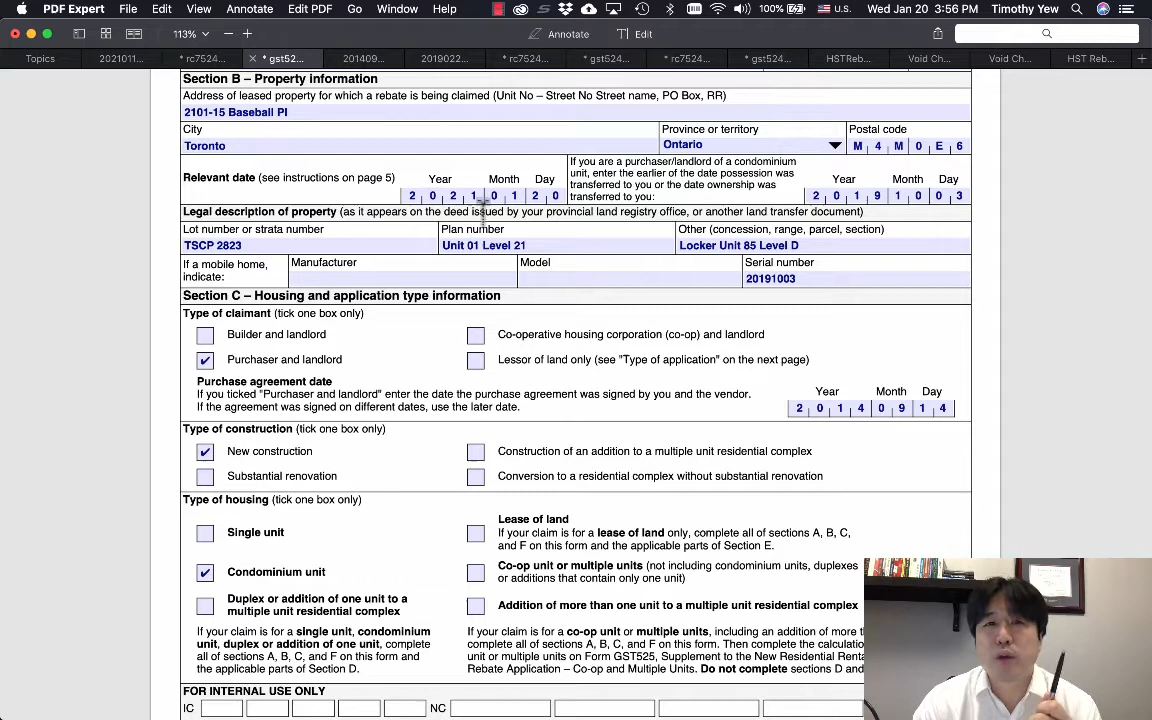 PDF Expert File Edit View Annotate Edit PDF Go Window Help 100% U.S. Wed Jan 20 3:56 PM Timothy Yew
113% Annotate Edit
Topics 2021011... * rc7524... * gst52... 201409... 2019022... * rc7524... * gst524... * rc7524... * gst524... HSTReb... Void Ch... Void Ch... HST Reb...
Section B – Property information
Address of leased property for which a rebate is being claimed (Unit No – Street No Street name, PO Box, RR)
2101-15 Baseball Pl
City Province or territory Postal code
Toronto Ontario M 4 M 0 E 6
Relevant date (see instructions on page 5) Year Month Day
2 0 2 1 0 1 2 0
If you are a purchaser/landlord of a condominium
unit, enter the earlier of the date possession was
transferred to you or the date ownership was
transferred to you:
Year Month Day
2 0 1 9 1 0 0 3
Legal description of property (as it appears on the deed issued by your provincial land registry office, or another land transfer document)
Lot number or strata number Plan number Other (concession, range, parcel, section)
TSCP 2823 Unit 01 Level 21 Locker Unit 85 Level D
If a mobile home,
indicate:
Manufacturer Model Serial number
20191003
Section C – Housing and application type information
Type of claimant (tick one box only)
Builder and landlord Co-operative housing corporation (co-op) and landlord
Purchaser and landlord Lessor of land only (see "Type of application" on the next page)
Purchase agreement date
If you ticked "Purchaser and landlord" enter the date the purchase agreement was signed by you and the vendor.
If the agreement was signed on different dates, use the later date.
Year Month Day
2 0 1 4 0 9 1 4
Type of construction (tick one box only)
New construction Construction of an addition to a multiple unit residential complex
Substantial renovation Conversion to a residential complex without substantial renovation
Type of housing (tick one box only)
Single unit
Lease of land
If your claim is for a lease of land only, complete all of sections A, B, C,
and F on this form and the applicable parts of Section E.
Condominium unit
Co-op unit or multiple units (not including condominium units, duplexes
or additions that contain only one unit)
Duplex or addition of one unit to a
multiple unit residential complex
Addition of more than one unit to a multiple unit residential complex
If your claim is for a single unit, condominium
unit, duplex or addition of one unit, complete
all of sections A, B, C, and F on this form and
the applicable parts of Section D.
If your claim is for a co-op unit or multiple units, including an addition of more t
all of sections A, B, C, and F on this form. Then complete the calculatio
unit or multiple units on Form GST525, Supplement to the New Residential Renta
Rebate Application – Co-op and Multiple Units. Do not complete sections D and
FOR INTERNAL USE ONLY
IC NC